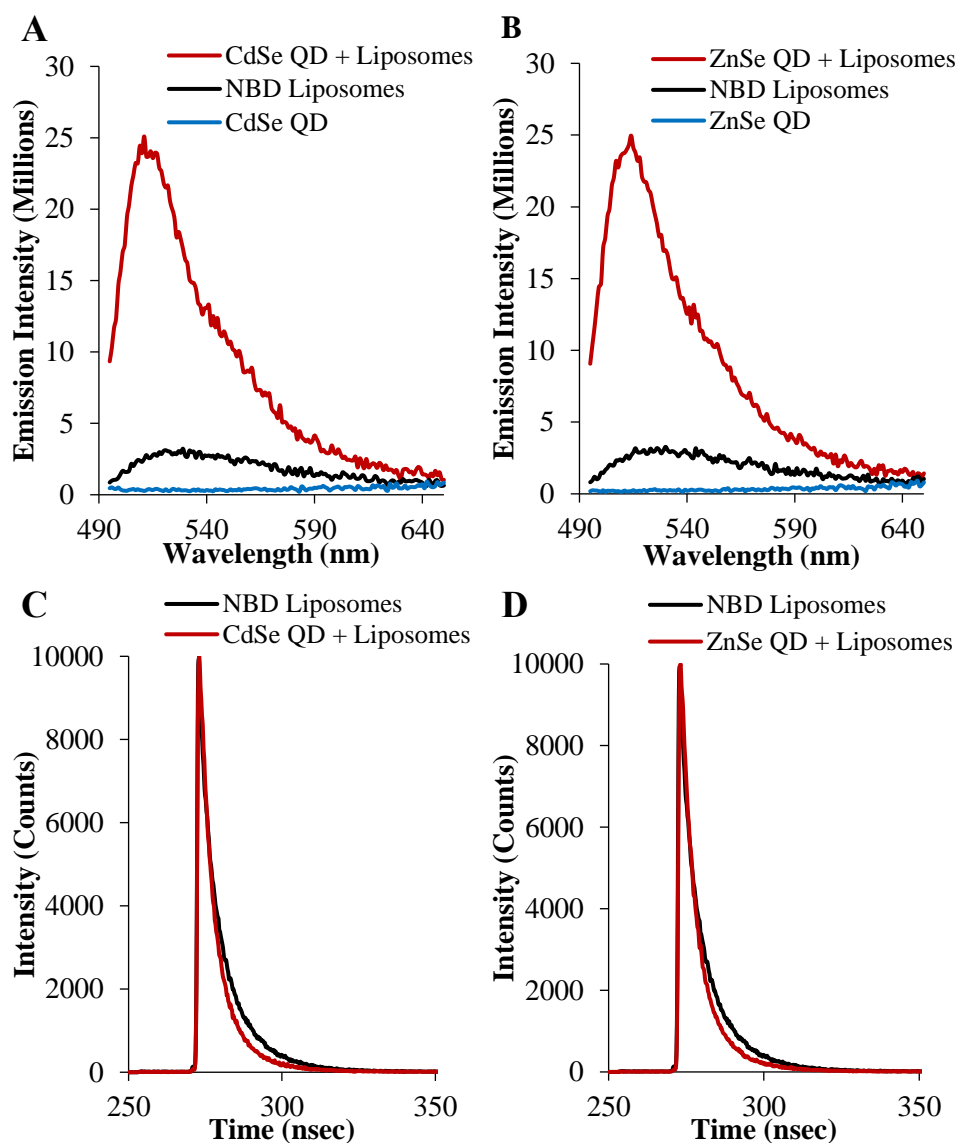 A
CdSe QD + Liposomes
NBD Liposomes
CdSe QD
30
25
20
15
10
5
0
Emission Intensity (Millions)
490 540 590 640
Wavelength (nm)
B
ZnSe QD + Liposomes
NBD Liposomes
ZnSe QD
30
25
20
15
10
5
0
Emission Intensity (Millions)
490 540 590 640
Wavelength (nm)
C
NBD Liposomes
CdSe QD + Liposomes
10000
8000
6000
4000
2000
0
Intensity (Counts)
250 300 350
Time (nsec)
D
NBD Liposomes
ZnSe QD + Liposomes
10000
8000
6000
4000
2000
0
Intensity (Counts)
250 300 350
Time (nsec)